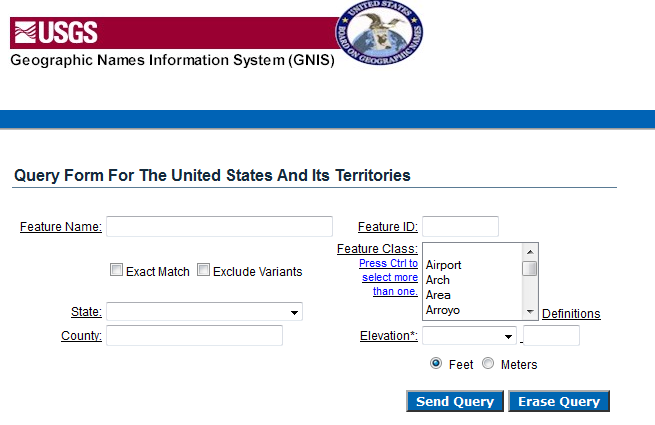 USGS
UNITED STATES
BOARD ON GEOGRAPHIC NAMES
Geographic Names Information System (GNIS)
Query Form For The United States And Its Territories
Feature Name:
Feature ID:
Exact Match
Exclude Variants
Feature Class:
Press Ctrl to
select more
than one.
Airport
Arch
Area
Arroyo
Definitions
State:
County:
Elevation*:
-
Feet
Meters
Send Query
Erase Query